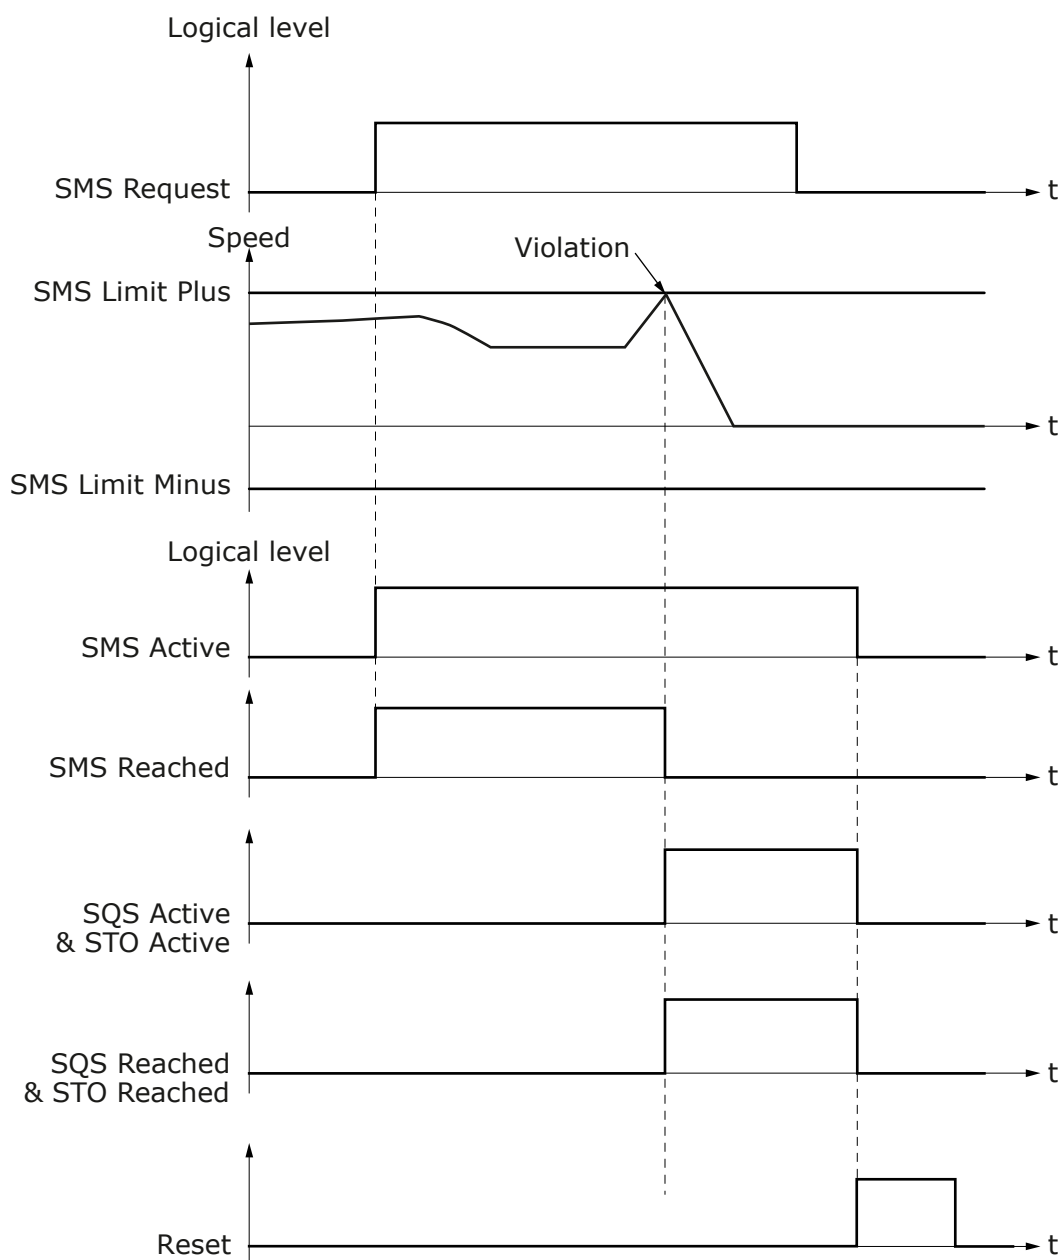 Logical level
SMS Request
t
Speed
Violation
SMS Limit Plus
t
SMS Limit Minus
Logical level
SMS Active
t
SMS Reached
t
SQS Active
& STO Active
t
SQS Reached
& STO Reached
t
Reset
t